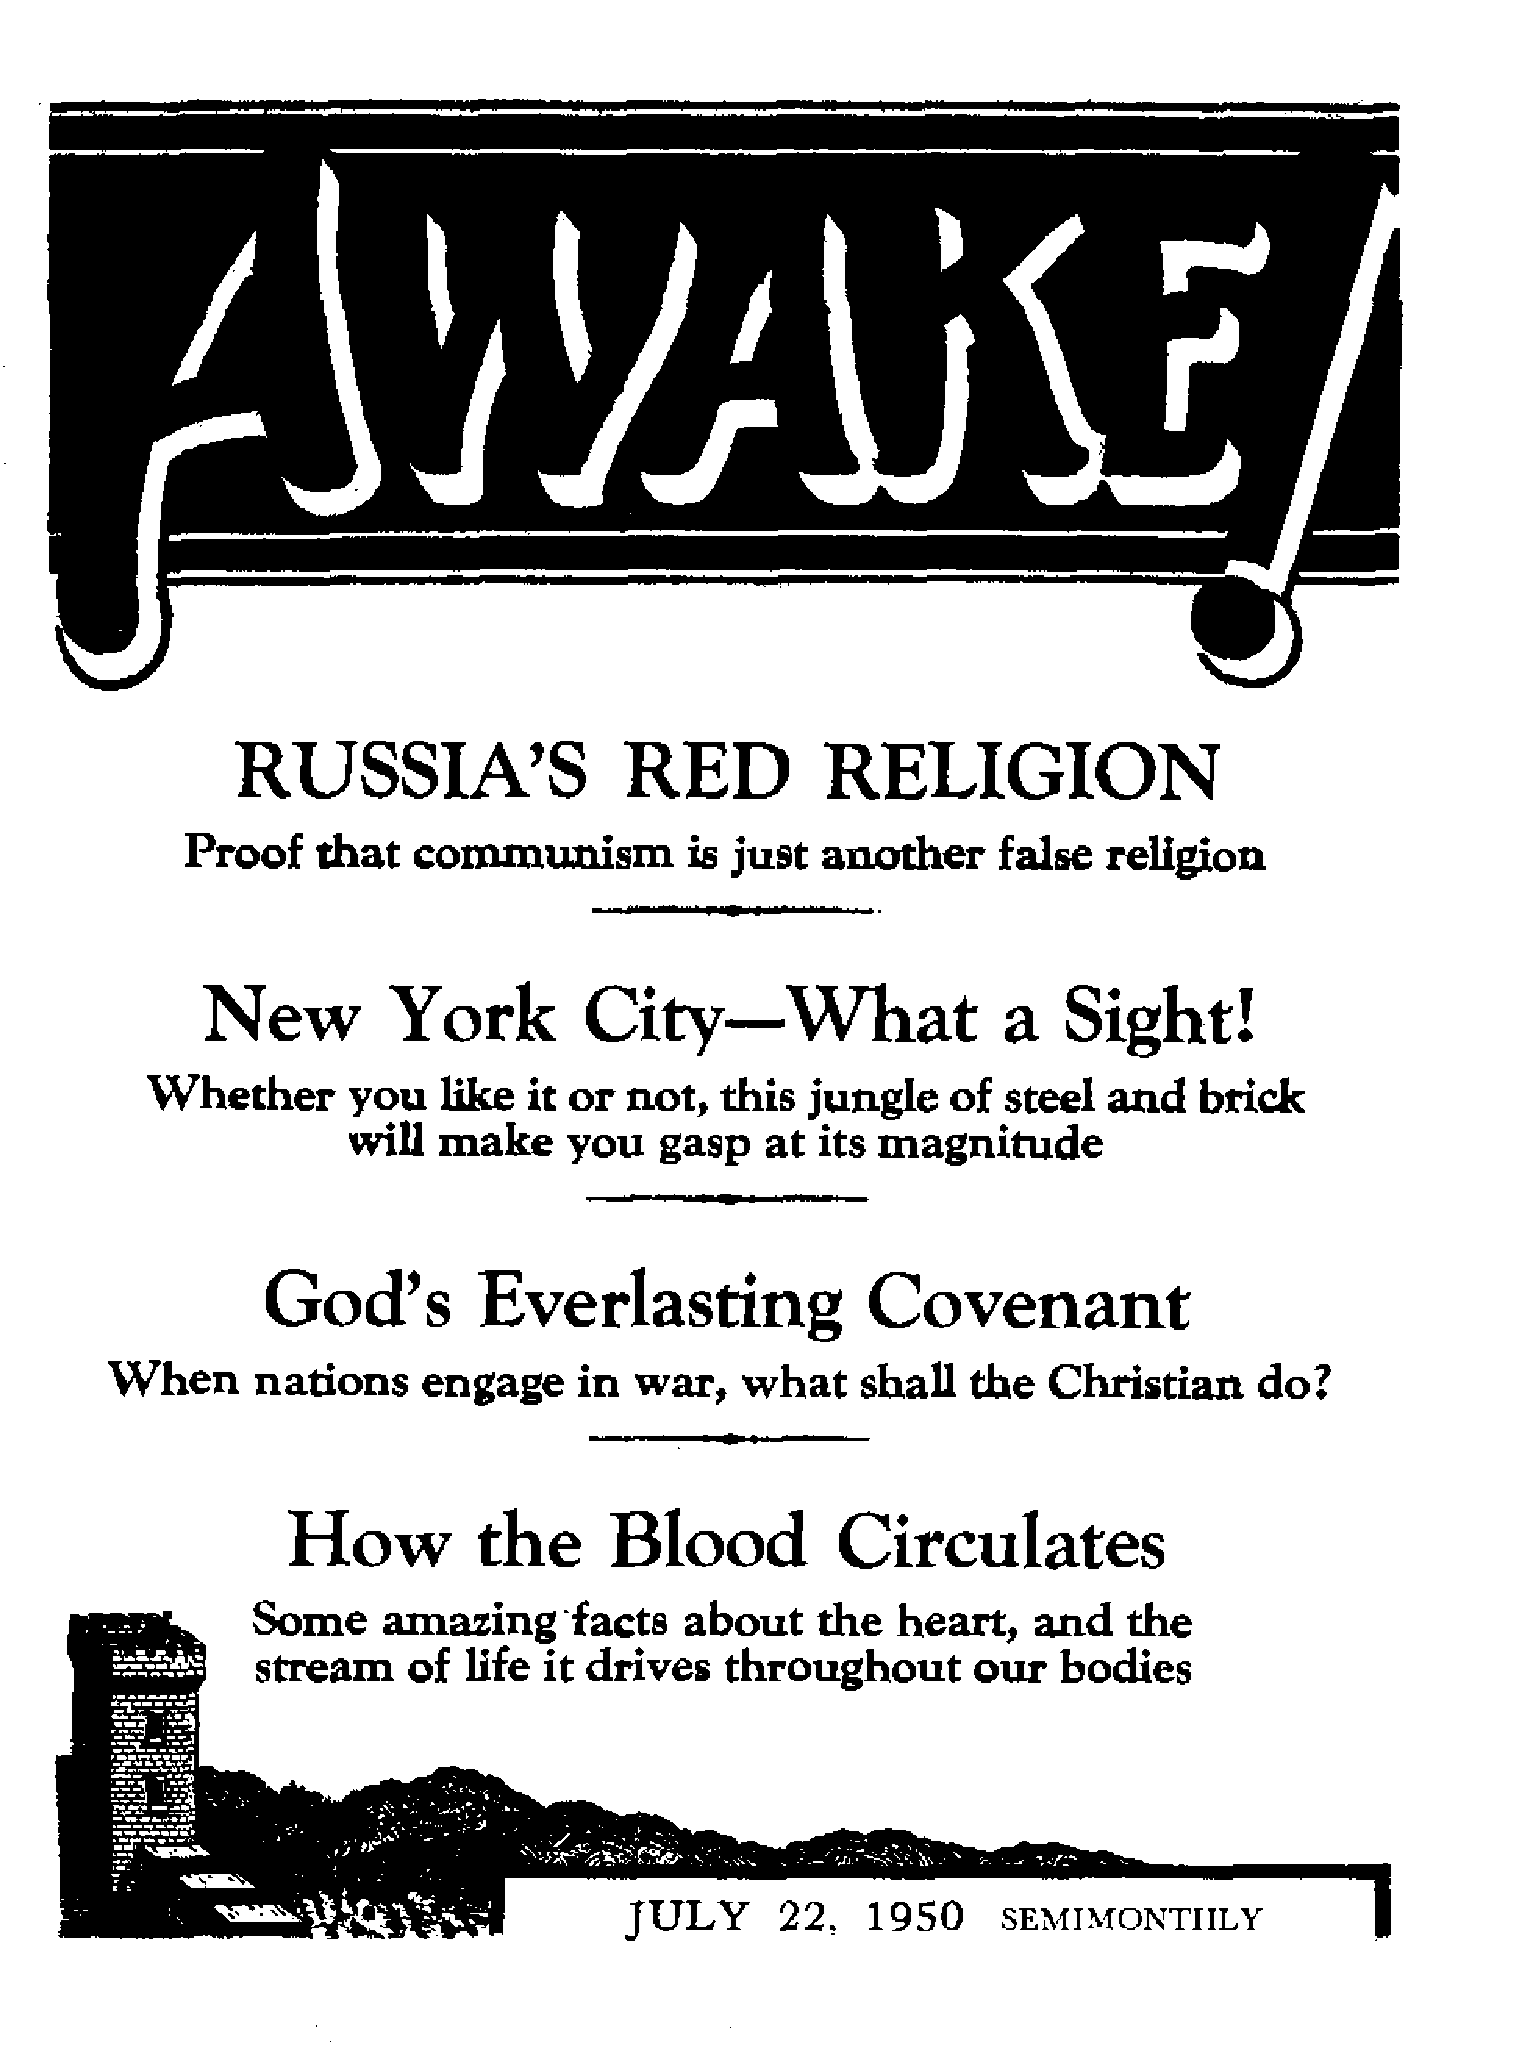 AWAKE!
RUSSIA'S RED RELIGION
Proof that communism is just another false religion
New York City—What a Sight!
Whether you like it or not, this jungle of steel and brick
will make you gasp at its magnitude
God's Everlasting Covenant
When nations engage in war, what shall the Christian do?
How the Blood Circulates
Some amazing facts about the heart, and the
stream of life it drives throughout our bodies
JULY 22, 1950 SEMIMONTHLY